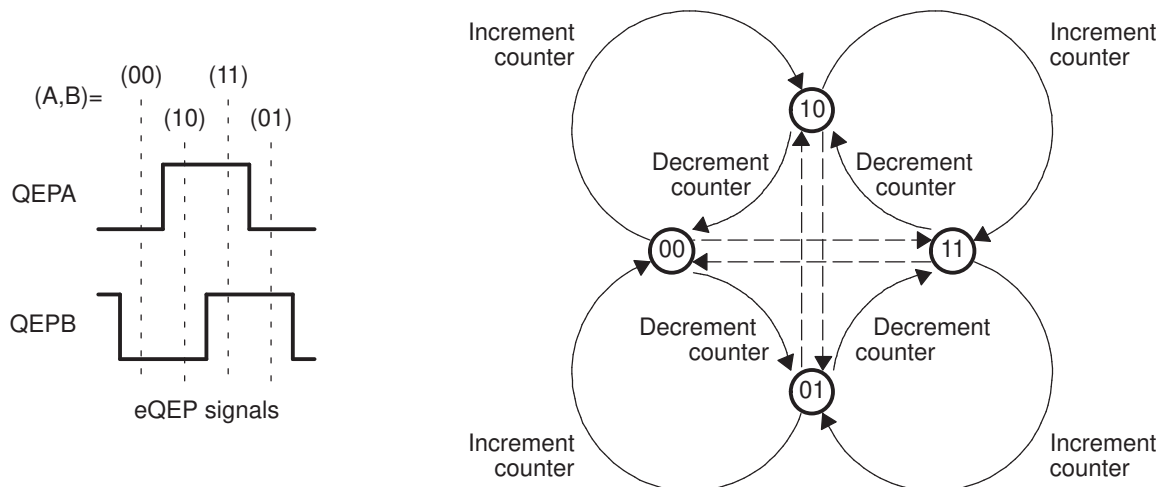 (00)
(11)
(A,B)=
(10)
(01)
QEPA
QEPB
eQEP signals
Increment
counter
Increment
counter
10
Decrement
counter
Decrement
counter
00
11
Decrement
counter
Decrement
counter
01
Increment
counter
Increment
counter